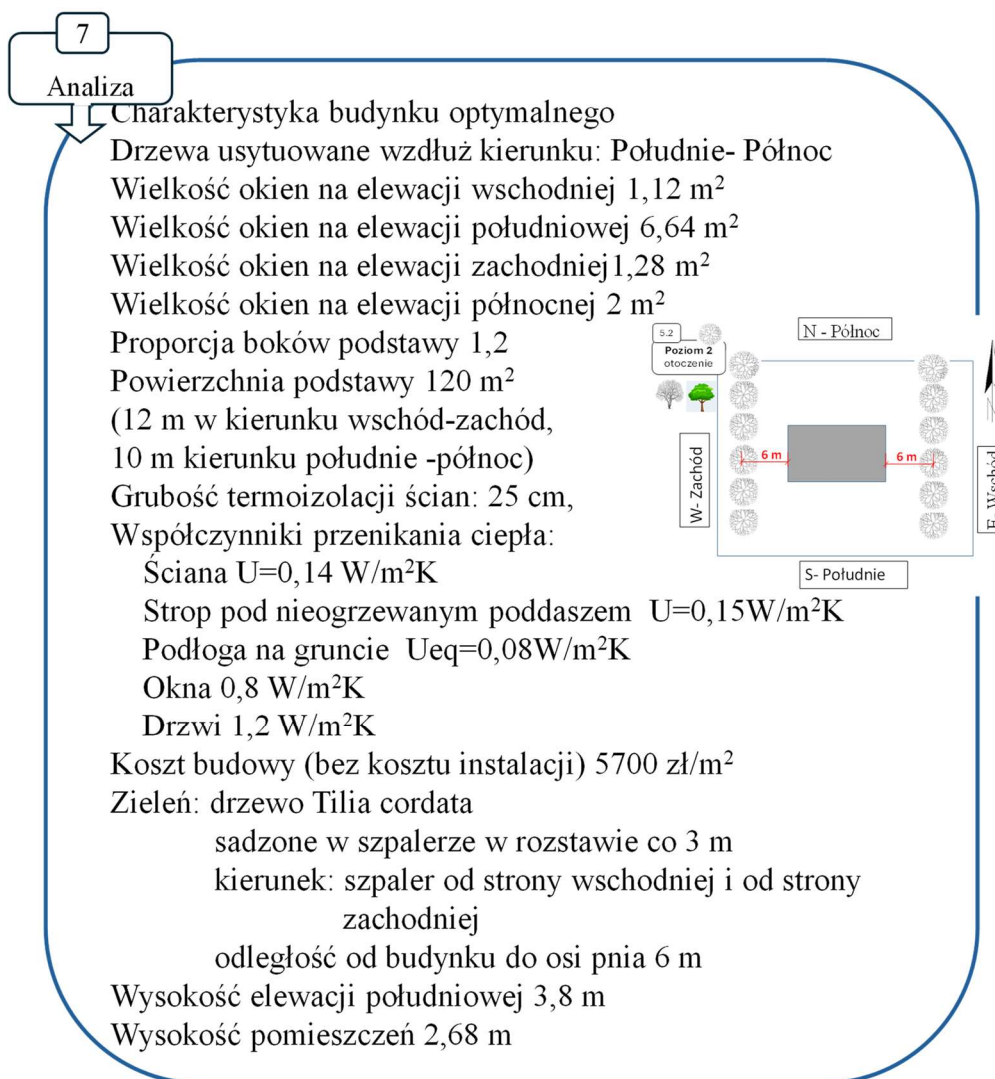 7
Analiza
Charakterystyka budynku optymalnego
Drzewa usytuowane wzdłuż kierunku: Południe- Północ
Wielkość okien na elewacji wschodniej 1,12 m²
Wielkość okien na elewacji południowej 6,64 m²
Wielkość okien na elewacji zachodniej1,28 m²
Wielkość okien na elewacji północnej 2 m²
Proporcja boków podstawy 1,2
Powierzchnia podstawy 120 m²
(12 m w kierunku wschód-zachód,
10 m kierunku południe -północ)
Grubość termoizolacji ścian: 25 cm,
Współczynniki przenikania ciepła:
Ściana U=0,14 W/m²K
Strop pod nieogrzewanym poddaszem U=0,15W/m²K
Podłoga na gruncie Ueq=0,08W/m²K
Okna 0,8 W/m²K
Drzwi 1,2 W/m²K
Koszt budowy (bez kosztu instalacji) 5700 zł/m²
Zieleń: drzewo Tilia cordata
sadzone w szpalerze w rozstawie co 3 m
kierunek: szpaler od strony wschodniej i od strony
zachodniej
odległość od budynku do osi pnia 6 m
Wysokość elewacji południowej 3,8 m
Wysokość pomieszczeń 2,68 m
5.2
Poziom 2
otoczenie
N - Północ
W- Zachód
6 m
6 m
E- Wschód
S- Południe